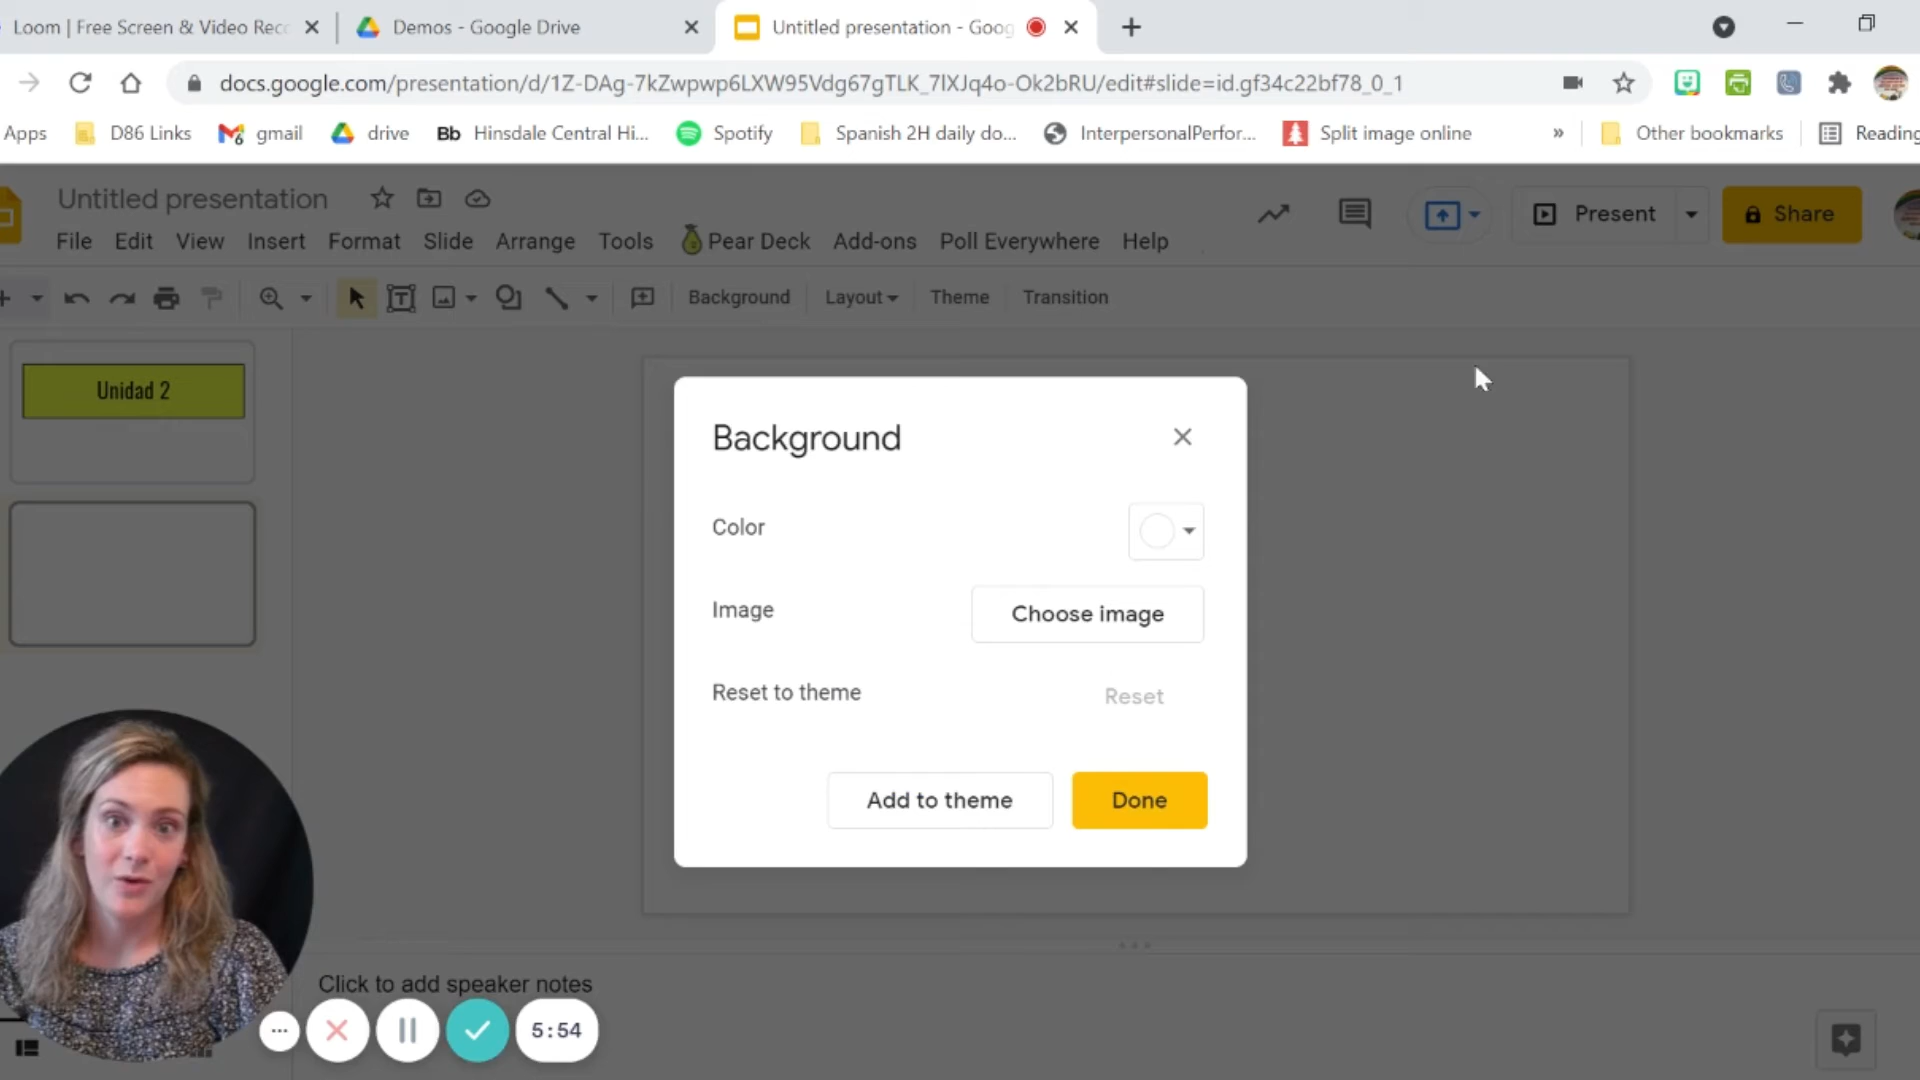 Loom | Free Screen & Video Rec
Demos - Google Drive
Untitled presentation - Goog
docs.google.com/presentation/d/1Z-DAg-7kZwpwp6LXW95Vdg67gTLK_7lXJq4o-Ok2bRU/edit#slide=id.gf34c22bf78_0_1
Apps
D86 Links
gmail
drive
Bb Hinsdale Central Hi...
Spotify
Spanish 2H daily do...
InterpersonalPerfor...
Split image online
»
Other bookmarks
Reading
Untitled presentation
Present
Share
File Edit View Insert Format Slide Arrange Tools Pear Deck Add-ons Poll Everywhere Help
Background Layout Theme Transition
Unidad 2
Background
Color
Image
Choose image
Reset to theme
Reset
Add to theme
Done
Click to add speaker notes
5:54